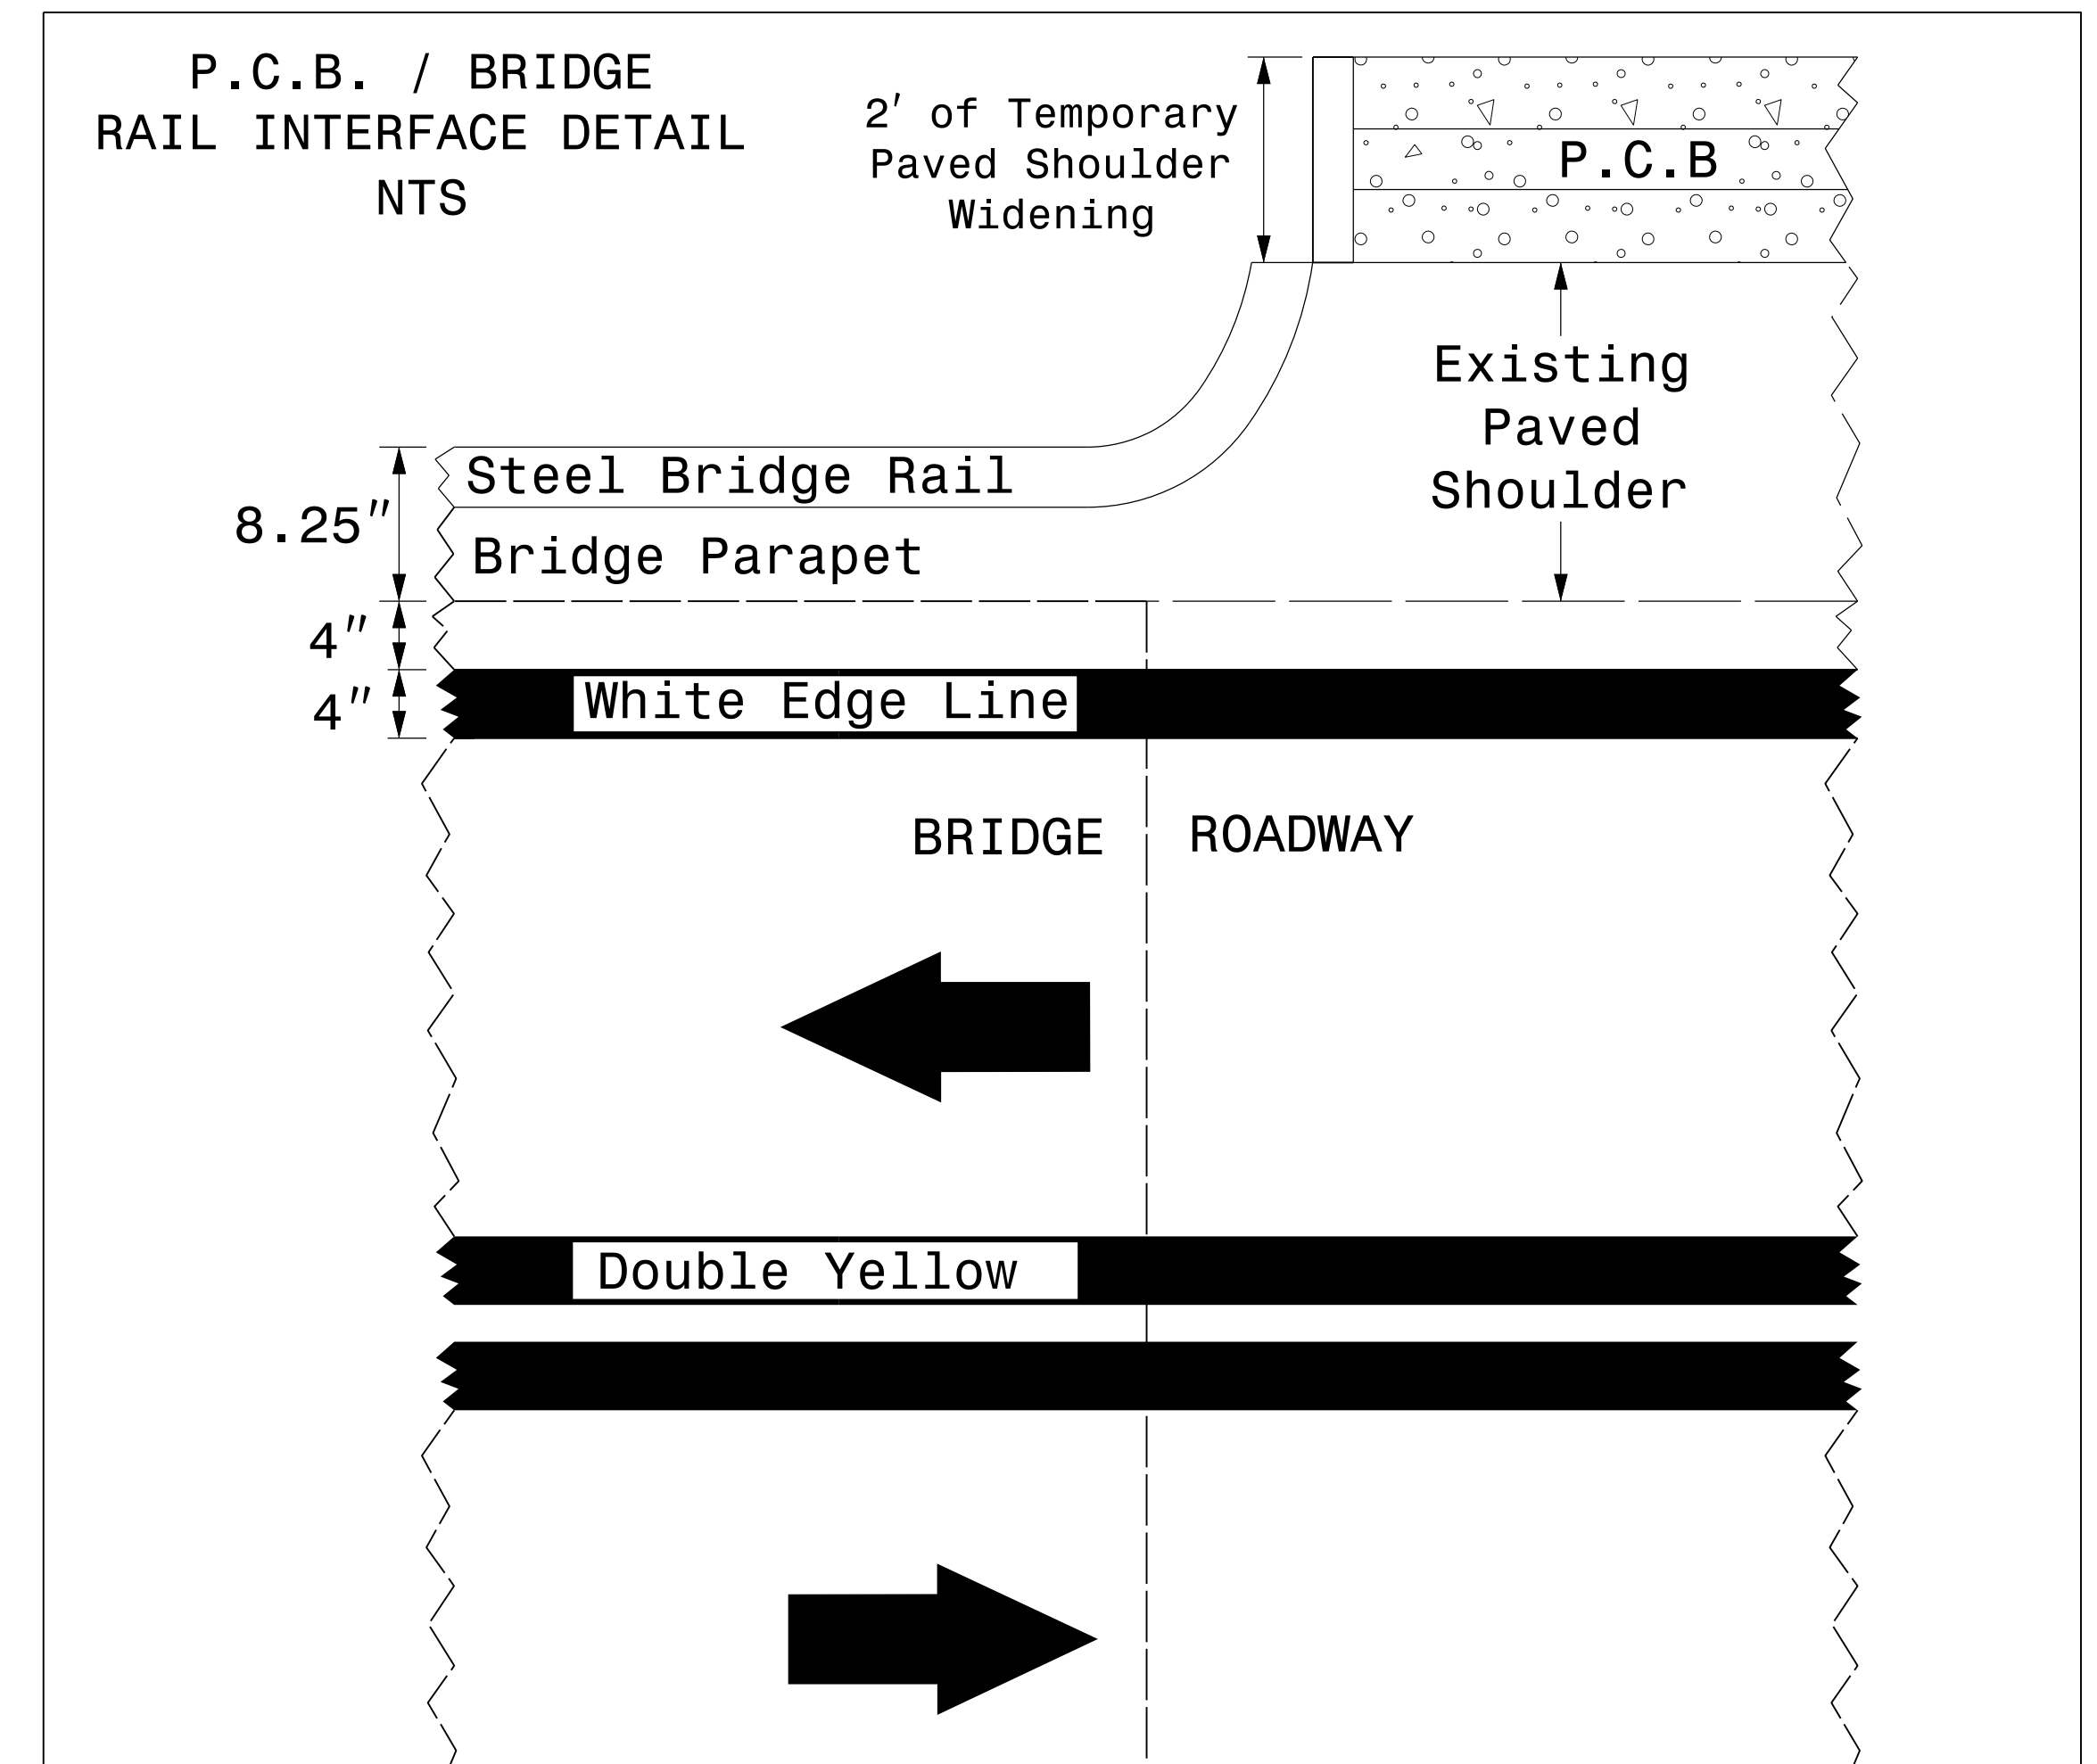 P.C.B. / BRIDGE
RAIL INTERFACE DETAIL
NTS
2' of Temporary
Paved Shoulder
Widening
P.C.B
Existing
Paved
Shoulder
Steel Bridge Rail
8.25"
Bridge Parapet
4"
4"
White Edge Line
BRIDGE
ROADWAY
Double Yellow